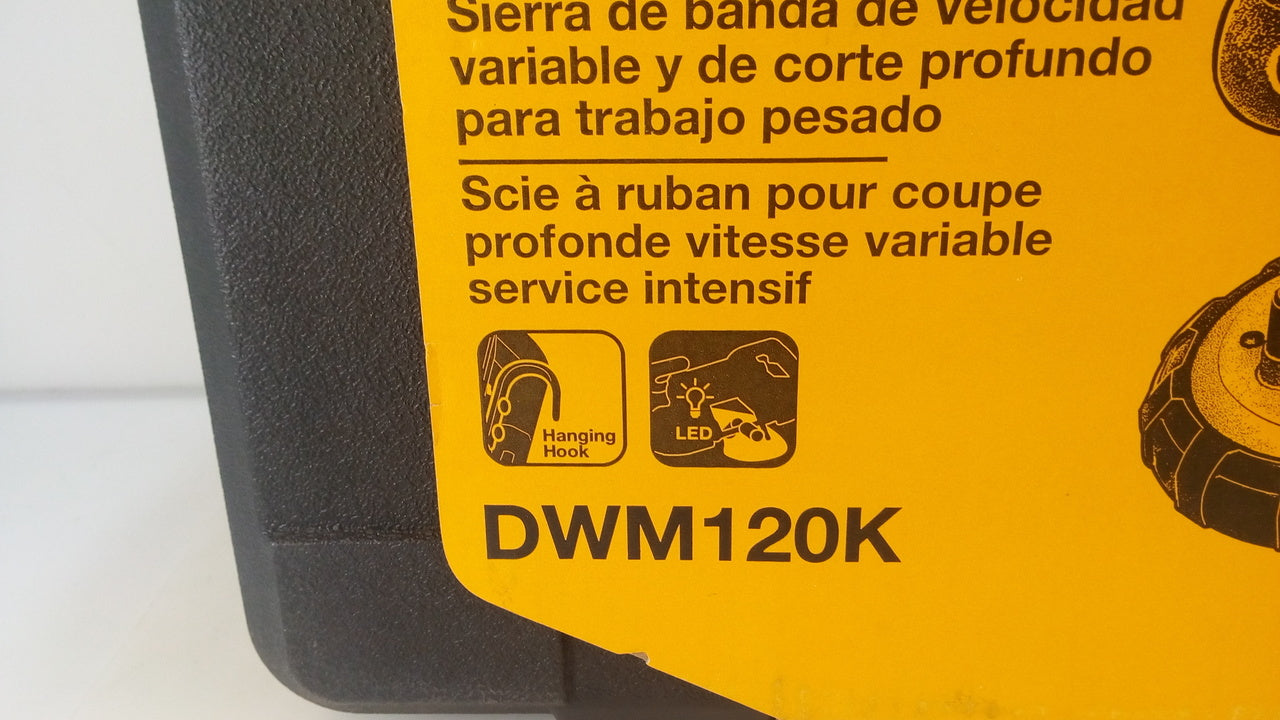 Sierra de banda de velocidad
variable y de corte profundo
para trabajo pesado
Scie à ruban pour coupe
profonde vitesse variable
service intensif
Hanging
Hook
LED
DWM120K